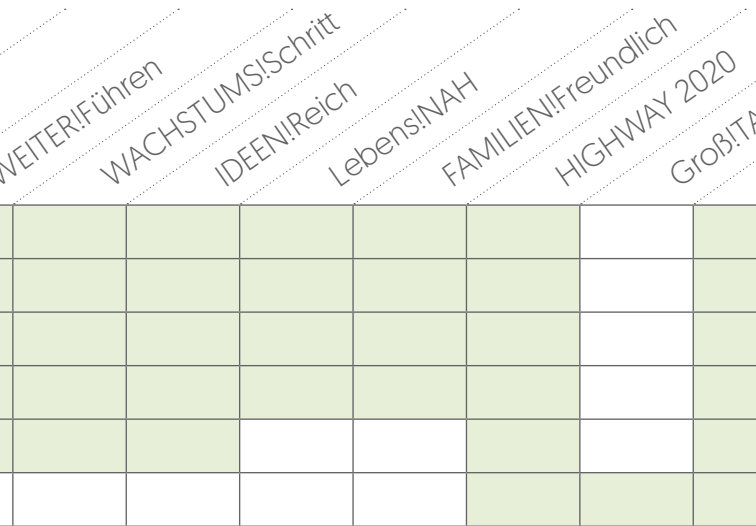 WEITER!Führen
WACHSTUMS!Schritt
IDEEN!Reich
Lebens!NAH
FAMILIEN!Freundlich
HIGHWAY 2020